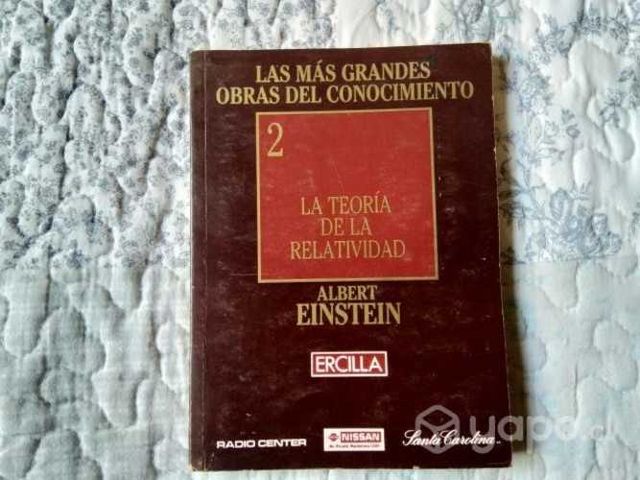 LAS MÁS GRANDES
OBRAS DEL CONOCIMIENTO
2
LA TEORÍA
DE LA
RELATIVIDAD
ALBERT
EINSTEIN
ERCILLA
RADIO CENTER
NISSAN
Santa Carolina
yapo.cl